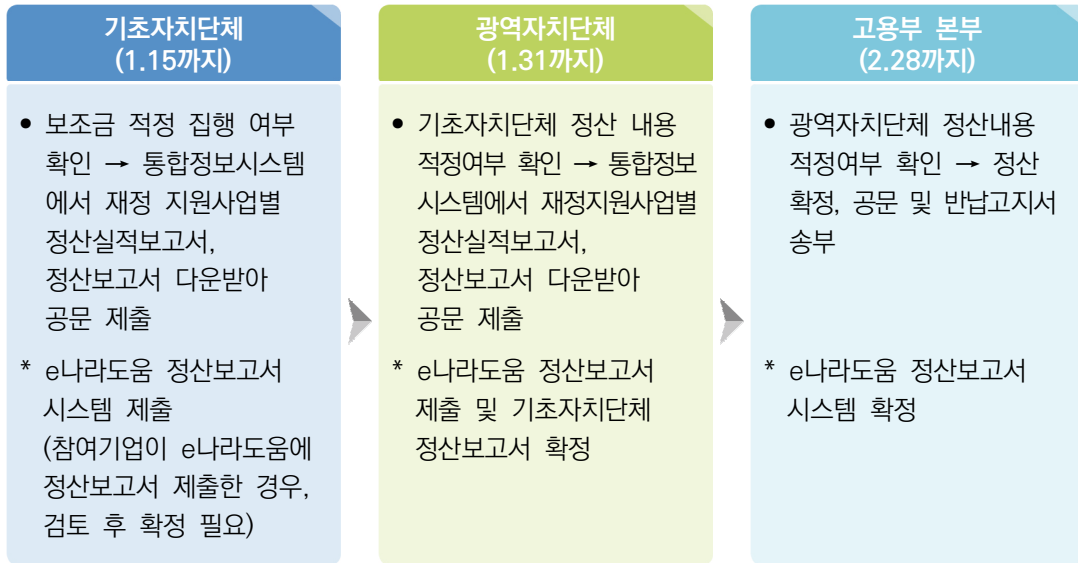 기초자치단체
(1.15까지)
• 보조금 적정 집행 여부
확인 → 통합정보시스템
에서 재정 지원사업별
정산실적보고서,
정산보고서 다운받아
공문 제출
* e나라도움 정산보고서
시스템 제출
(참여기업이 e나라도움에
정산보고서 제출한 경우,
검토 후 확정 필요)
광역자치단체
(1.31까지)
• 기초자치단체 정산 내용
적정여부 확인 → 통합정보
시스템에서 재정지원사업별
정산실적보고서,
정산보고서 다운받아
공문 제출
* e나라도움 정산보고서
제출 및 기초자치단체
정산보고서 확정
고용부 본부
(2.28까지)
• 광역자치단체 정산내용
적정여부 확인 → 정산
확정, 공문 및 반납고지서
송부
* e나라도움 정산보고서
시스템 확정